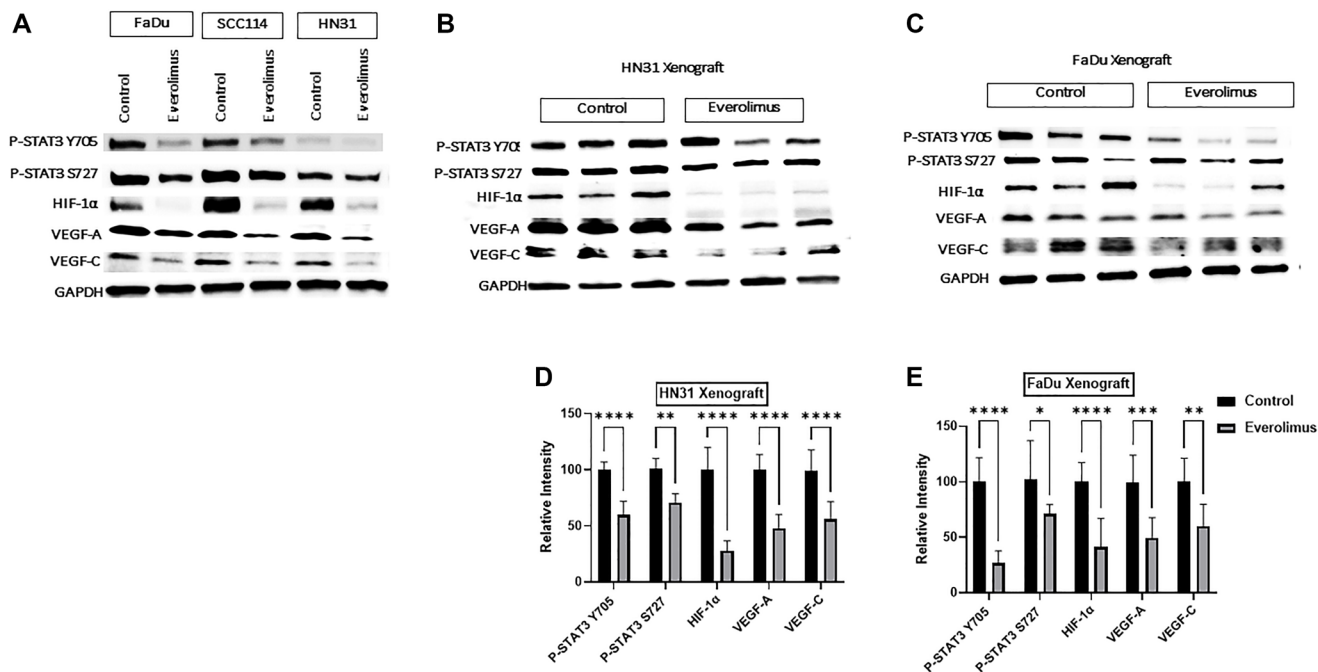 A
FaDu SCC114 HN31
Control Everolimus Control Everolimus Control Everolimus
P-STAT3 Y705
P-STAT3 S727
HIF-1α
VEGF-A
VEGF-C
GAPDH
B
HN31 Xenograft
Control Everolimus
P-STAT3 Y70
P-STAT3 S727
HIF-1α
VEGF-A
VEGF-C
GAPDH
C
FaDu Xenograft
Control Everolimus
P-STAT3 Y705
P-STAT3 S727
HIF-1α
VEGF-A
VEGF-C
GAPDH
D
HN31 Xenograft
**** ** **** **** ****
Relative Intensity
150
100
50
0
P-STAT3 Y705 P-STAT3 S727 HIF-1α VEGF-A VEGF-C
E
FaDu Xenograft
**** * **** *** **
Relative Intensity
150
100
50
0
P-STAT3 Y705 P-STAT3 S727 HIF-1α VEGF-A VEGF-C
Control
Everolimus